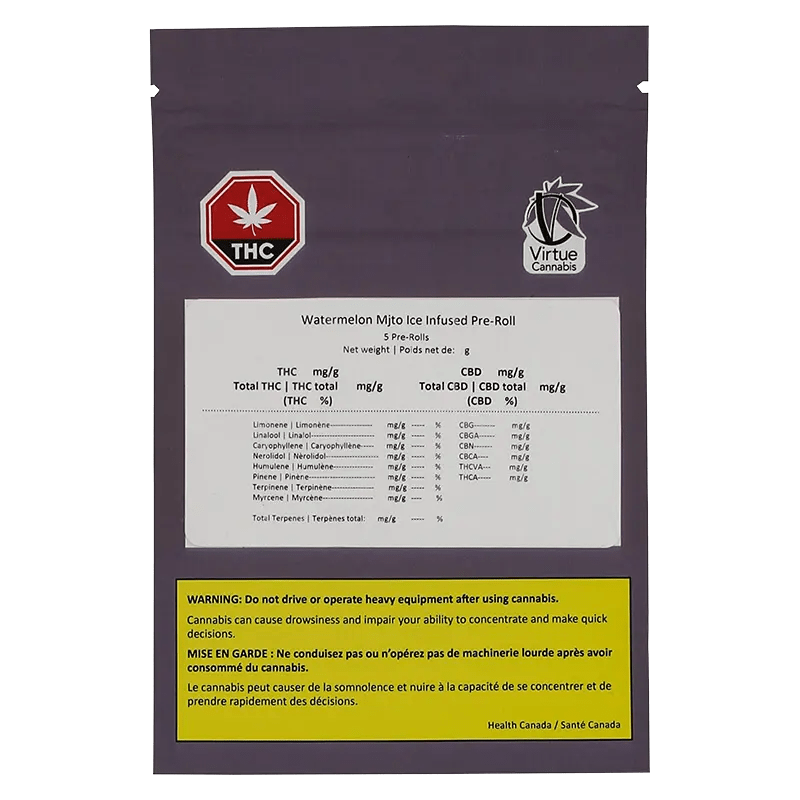 THC
Virtue
Cannabis
Watermelon Mjto Ice Infused Pre-Roll
5 Pre-Rolls
Net weight | Poids net de: g
THC mg/g CBD mg/g
Total THC | THC total mg/g Total CBD | CBD total mg/g
(THC %) (CBD %)
Limonene | Limonène--------------- mg/g ----- % CBG-------- mg/g
Linalool | Linalol---------------------- mg/g ----- % CBGA------ mg/g
Caryophyllene | Caryophyllène----- mg/g ----- % CBN-------- mg/g
Nerolidol | Nérolidol------------------ mg/g ----- % CBCA----- mg/g
Humulene | Humulène-------------- mg/g ----- % THCVA--- mg/g
Pinene | Pinène------------------------ mg/g ----- % THCA----- mg/g
Terpinene | Terpinène--------------- mg/g ----- %
Myrcene | Myrcène------------------- mg/g ---- %
Total Terpenes | Terpènes total: mg/g ----- %
WARNING: Do not drive or operate heavy equipment after using cannabis.
Cannabis can cause drowsiness and impair your ability to concentrate and make quick
decisions.
MISE EN GARDE : Ne conduisez pas ou n’opérez pas de machinerie lourde après avoir
consommé du cannabis.
Le cannabis peut causer de la somnolence et nuire à la capacité de se concentrer et de
prendre rapidement des décisions.
Health Canada / Santé Canada